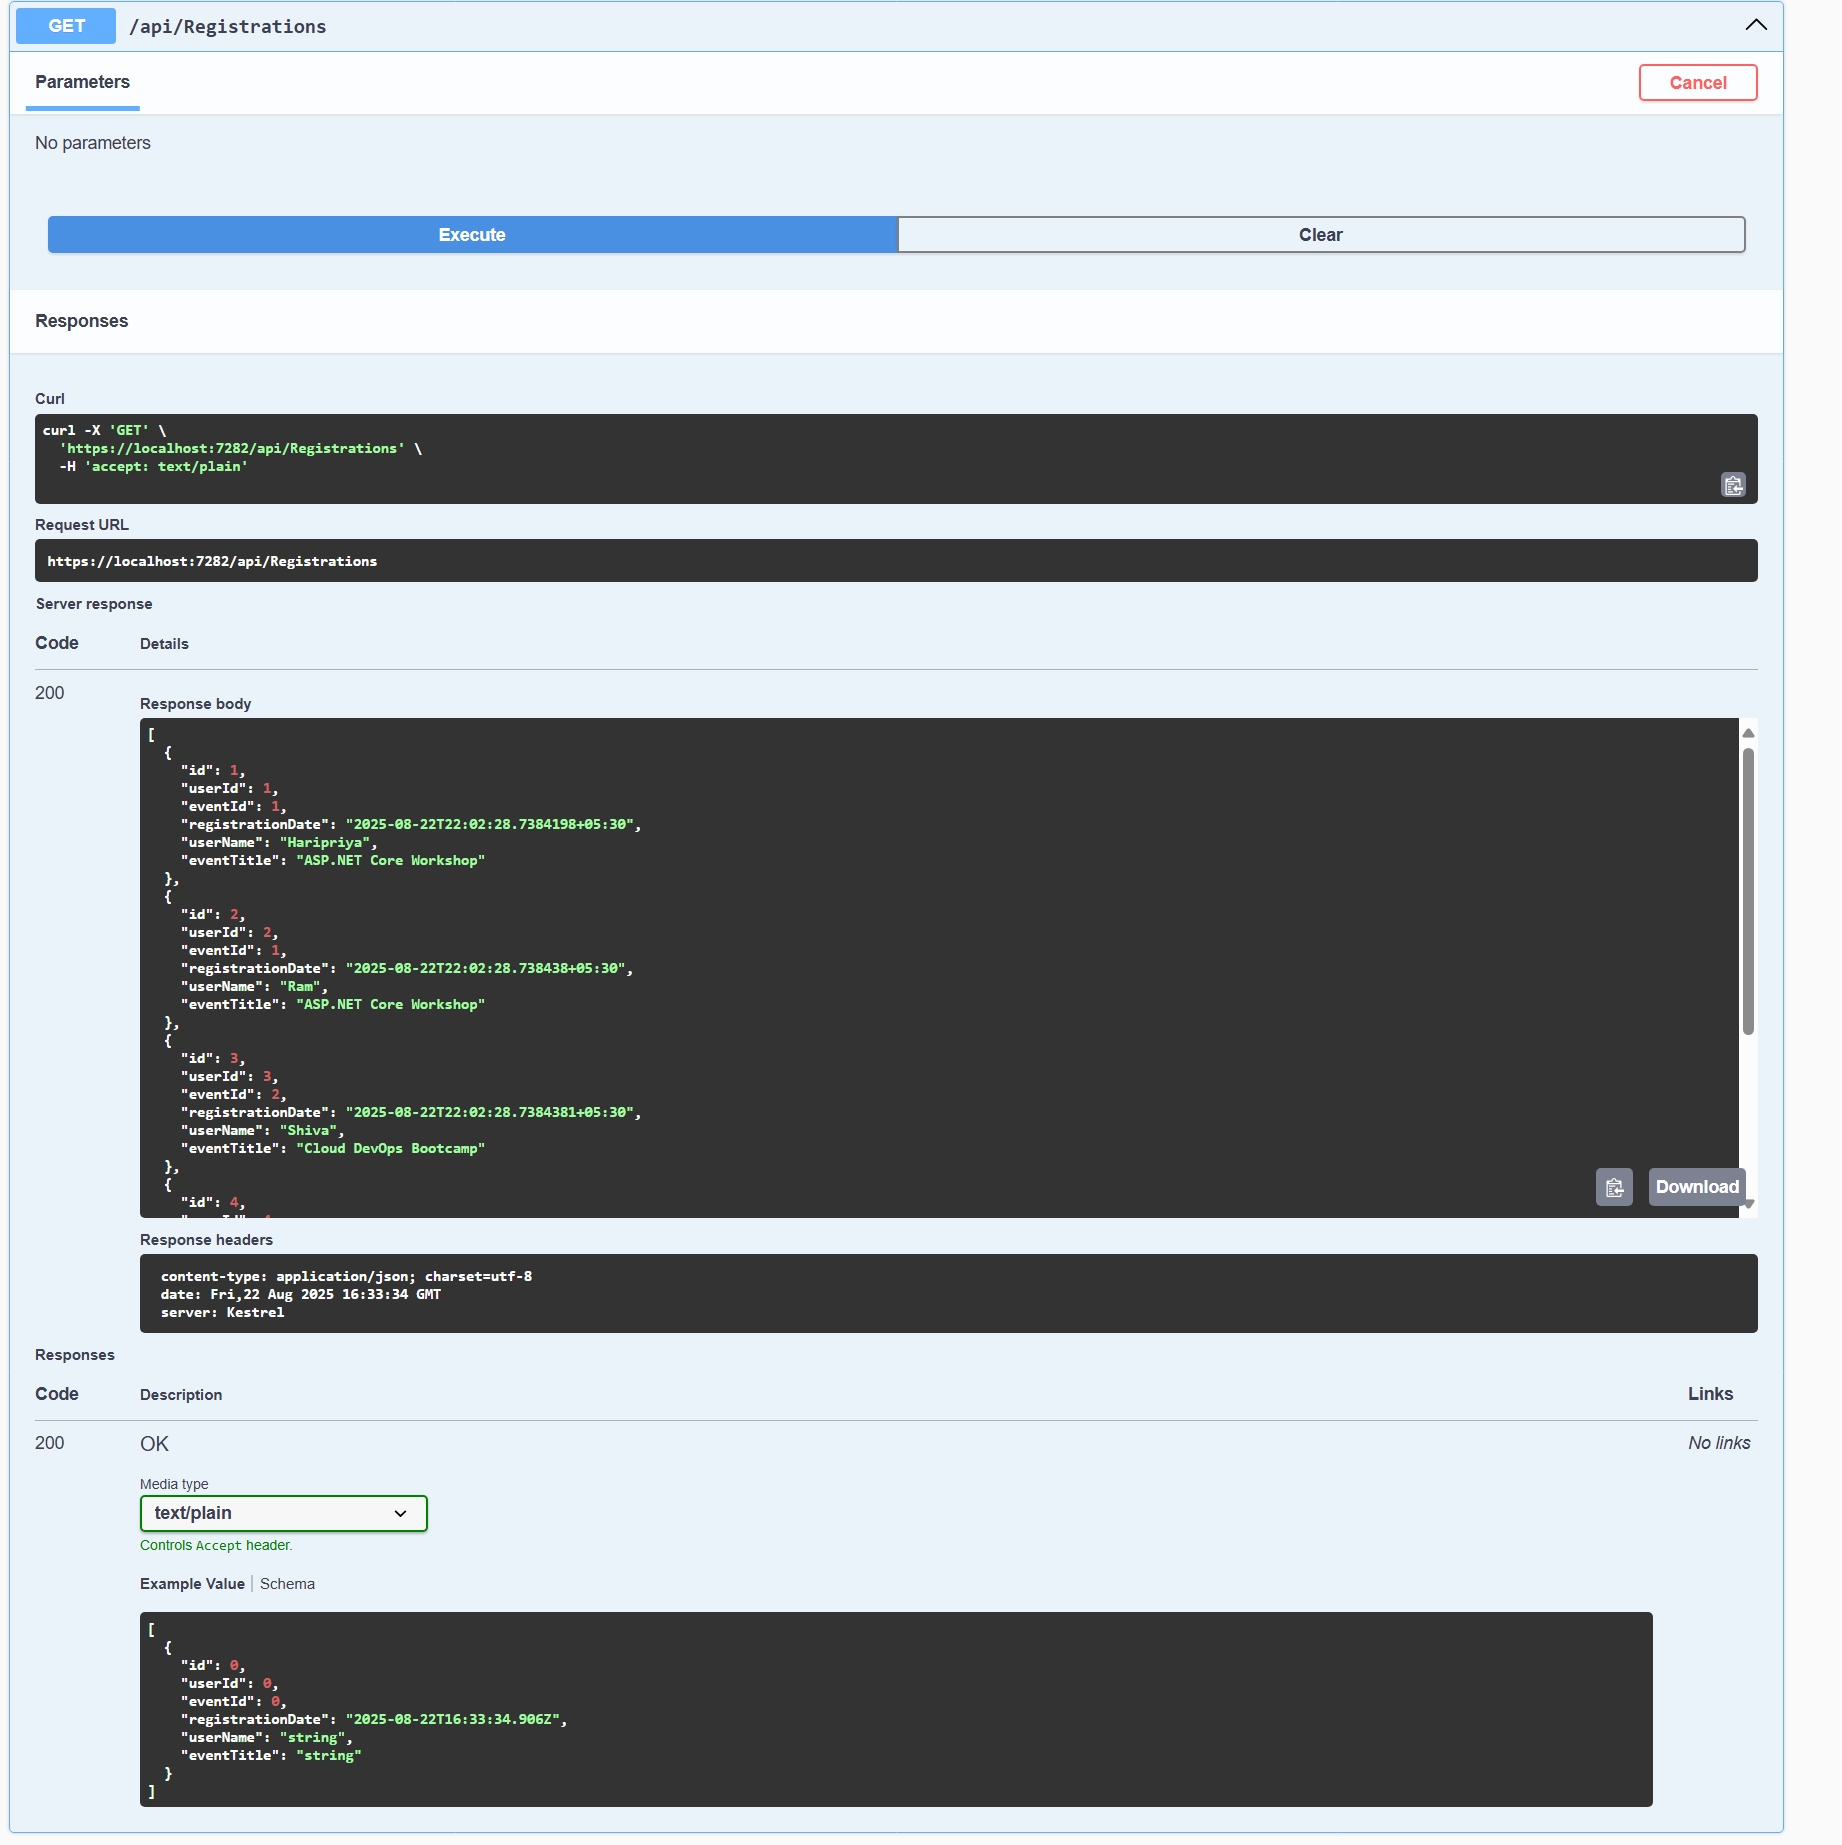 GET /api/Registrations
Parameters
Cancel
No parameters
Execute
Clear
Responses
Curl
curl -X 'GET' \
  'https://localhost:7282/api/Registrations' \
  -H 'accept: text/plain'
Request URL
https://localhost:7282/api/Registrations
Server response
Code Details
200
Response body
[
  {
    "id": 1,
    "userId": 1,
    "eventId": 1,
    "registrationDate": "2025-08-22T22:02:28.7384198+05:30",
    "userName": "Haripriya",
    "eventTitle": "ASP.NET Core Workshop"
  },
  {
    "id": 2,
    "userId": 2,
    "eventId": 1,
    "registrationDate": "2025-08-22T22:02:28.738438+05:30",
    "userName": "Ram",
    "eventTitle": "ASP.NET Core Workshop"
  },
  {
    "id": 3,
    "userId": 3,
    "eventId": 2,
    "registrationDate": "2025-08-22T22:02:28.7384381+05:30",
    "userName": "Shiva",
    "eventTitle": "Cloud DevOps Bootcamp"
  },
  {
    "id": 4,
Download
Response headers
content-type: application/json; charset=utf-8
date: Fri,22 Aug 2025 16:33:34 GMT
server: Kestrel
Responses
Code Description Links
200 OK No links
Media type
text/plain
Controls Accept header.
Example Value Schema
[
  {
    "id": 0,
    "userId": 0,
    "eventId": 0,
    "registrationDate": "2025-08-22T16:33:34.906Z",
    "userName": "string",
    "eventTitle": "string"
  }
]